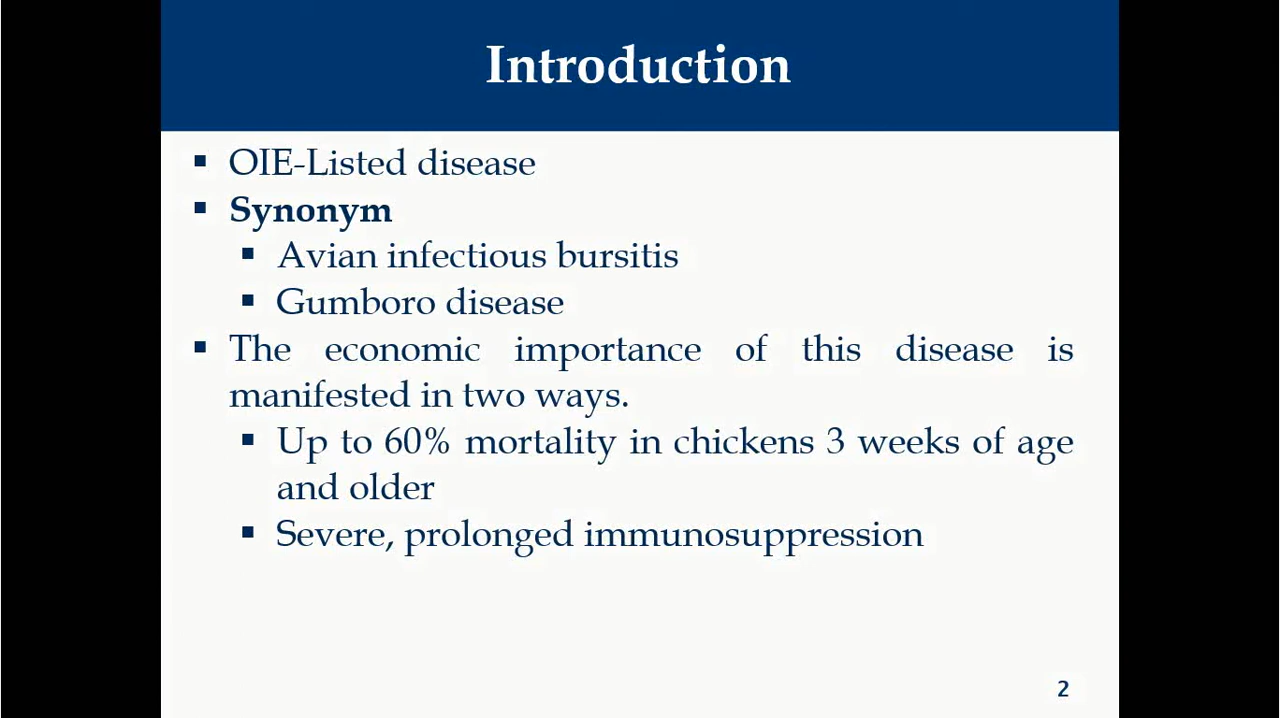 Introduction
▪ OIE-Listed disease
▪ Synonym
▪ Avian infectious bursitis
▪ Gumboro disease
▪ The economic importance of this disease is
manifested in two ways.
▪ Up to 60% mortality in chickens 3 weeks of age
and older
▪ Severe, prolonged immunosuppression
2